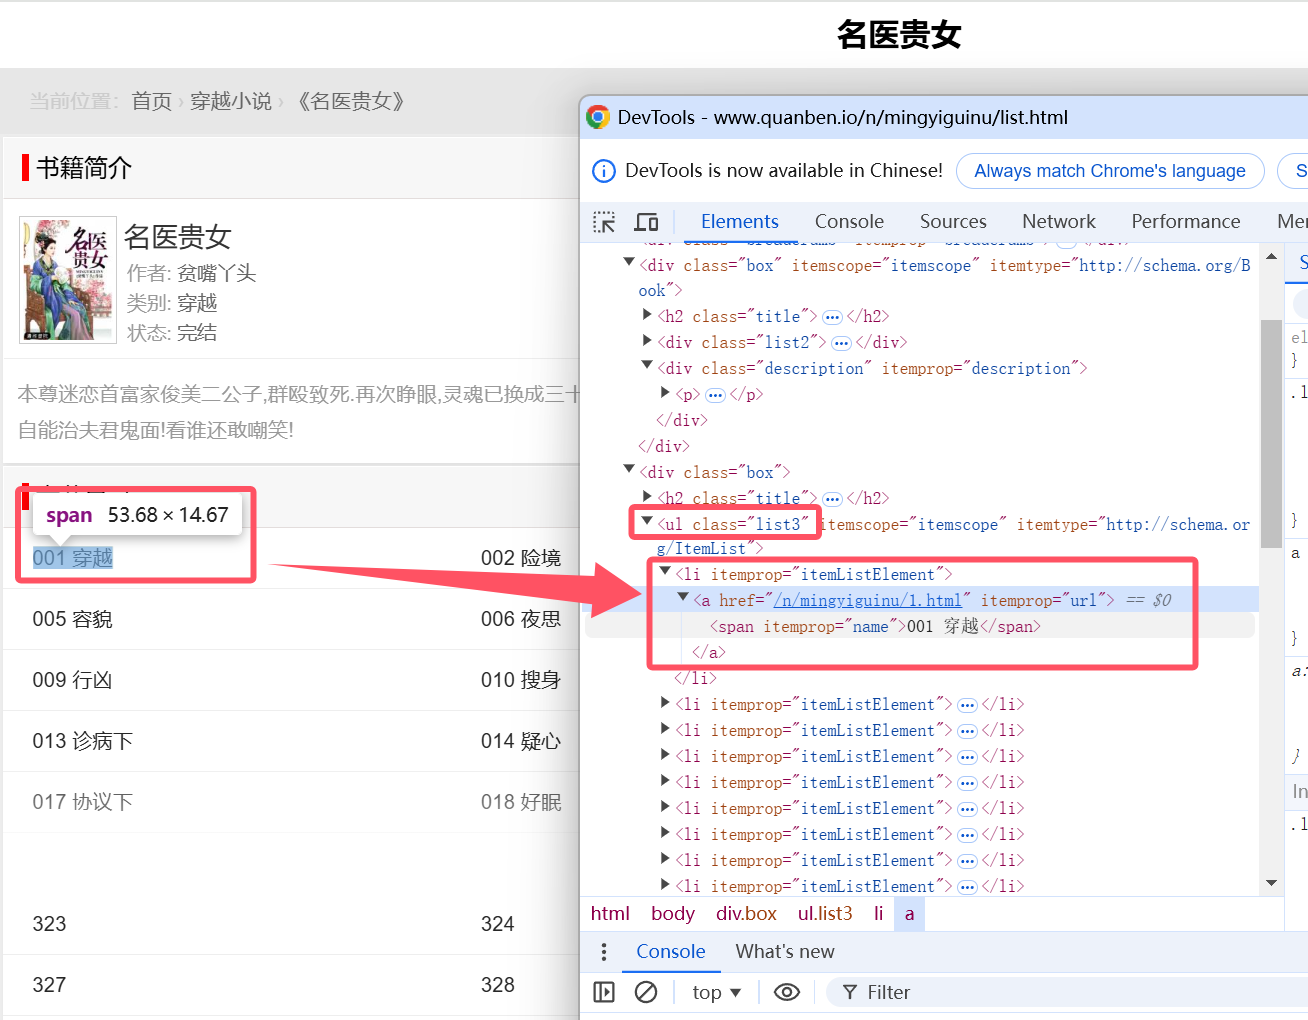 名医贵女
当前位置: 首页 › 穿越小说 › 《名医贵女》
书籍简介
名医贵女
名医贵女
作者: 贫嘴丫头
类别: 穿越
状态: 完结
本尊迷恋首富家俊美二公子,群殴致死.再次睁眼,灵魂已换成三十
自能治夫君鬼面!看谁还敢嘲笑!
span 53.68 × 14.67
001 穿越
002 险境
005 容貌
006 夜思
009 行凶
010 搜身
013 诊病下
014 疑心
017 协议下
018 好眠
323
324
327
328
DevTools - www.quanben.io/n/mingyiguinu/list.html
DevTools is now available in Chinese!
Always match Chrome's language
S
Elements
Console
Sources
Network
Performance
Mer
<div class="box" itemscope="itemscope" itemtype="http://schema.org/B
ook">
<h2 class="title"> ··· </h2>
<div class="list2"> ··· </div>
<div class="description" itemprop="description">
<p> ··· </p>
</div>
</div>
<div class="box">
<h2 class="title"> ··· </h2>
<ul class="list3" itemscope="itemscope" itemtype="http://schema.or
g/ItemList">
<li itemprop="itemListElement">
<a href="/n/mingyiguinu/1.html" itemprop="url"> == $0
<span itemprop="name">001 穿越</span>
</a>
</li>
<li itemprop="itemListElement"> ··· </li>
<li itemprop="itemListElement"> ··· </li>
<li itemprop="itemListElement"> ··· </li>
<li itemprop="itemListElement"> ··· </li>
<li itemprop="itemListElement"> ··· </li>
<li itemprop="itemListElement"> ··· </li>
<li itemprop="itemListElement"> ··· </li>
<li itemprop="itemListElement"> ··· </li>
html body div.box ul.list3 li a
S
el
}
.l
}
a
}
a:
}
In
.l
Console
What's new
top
Filter